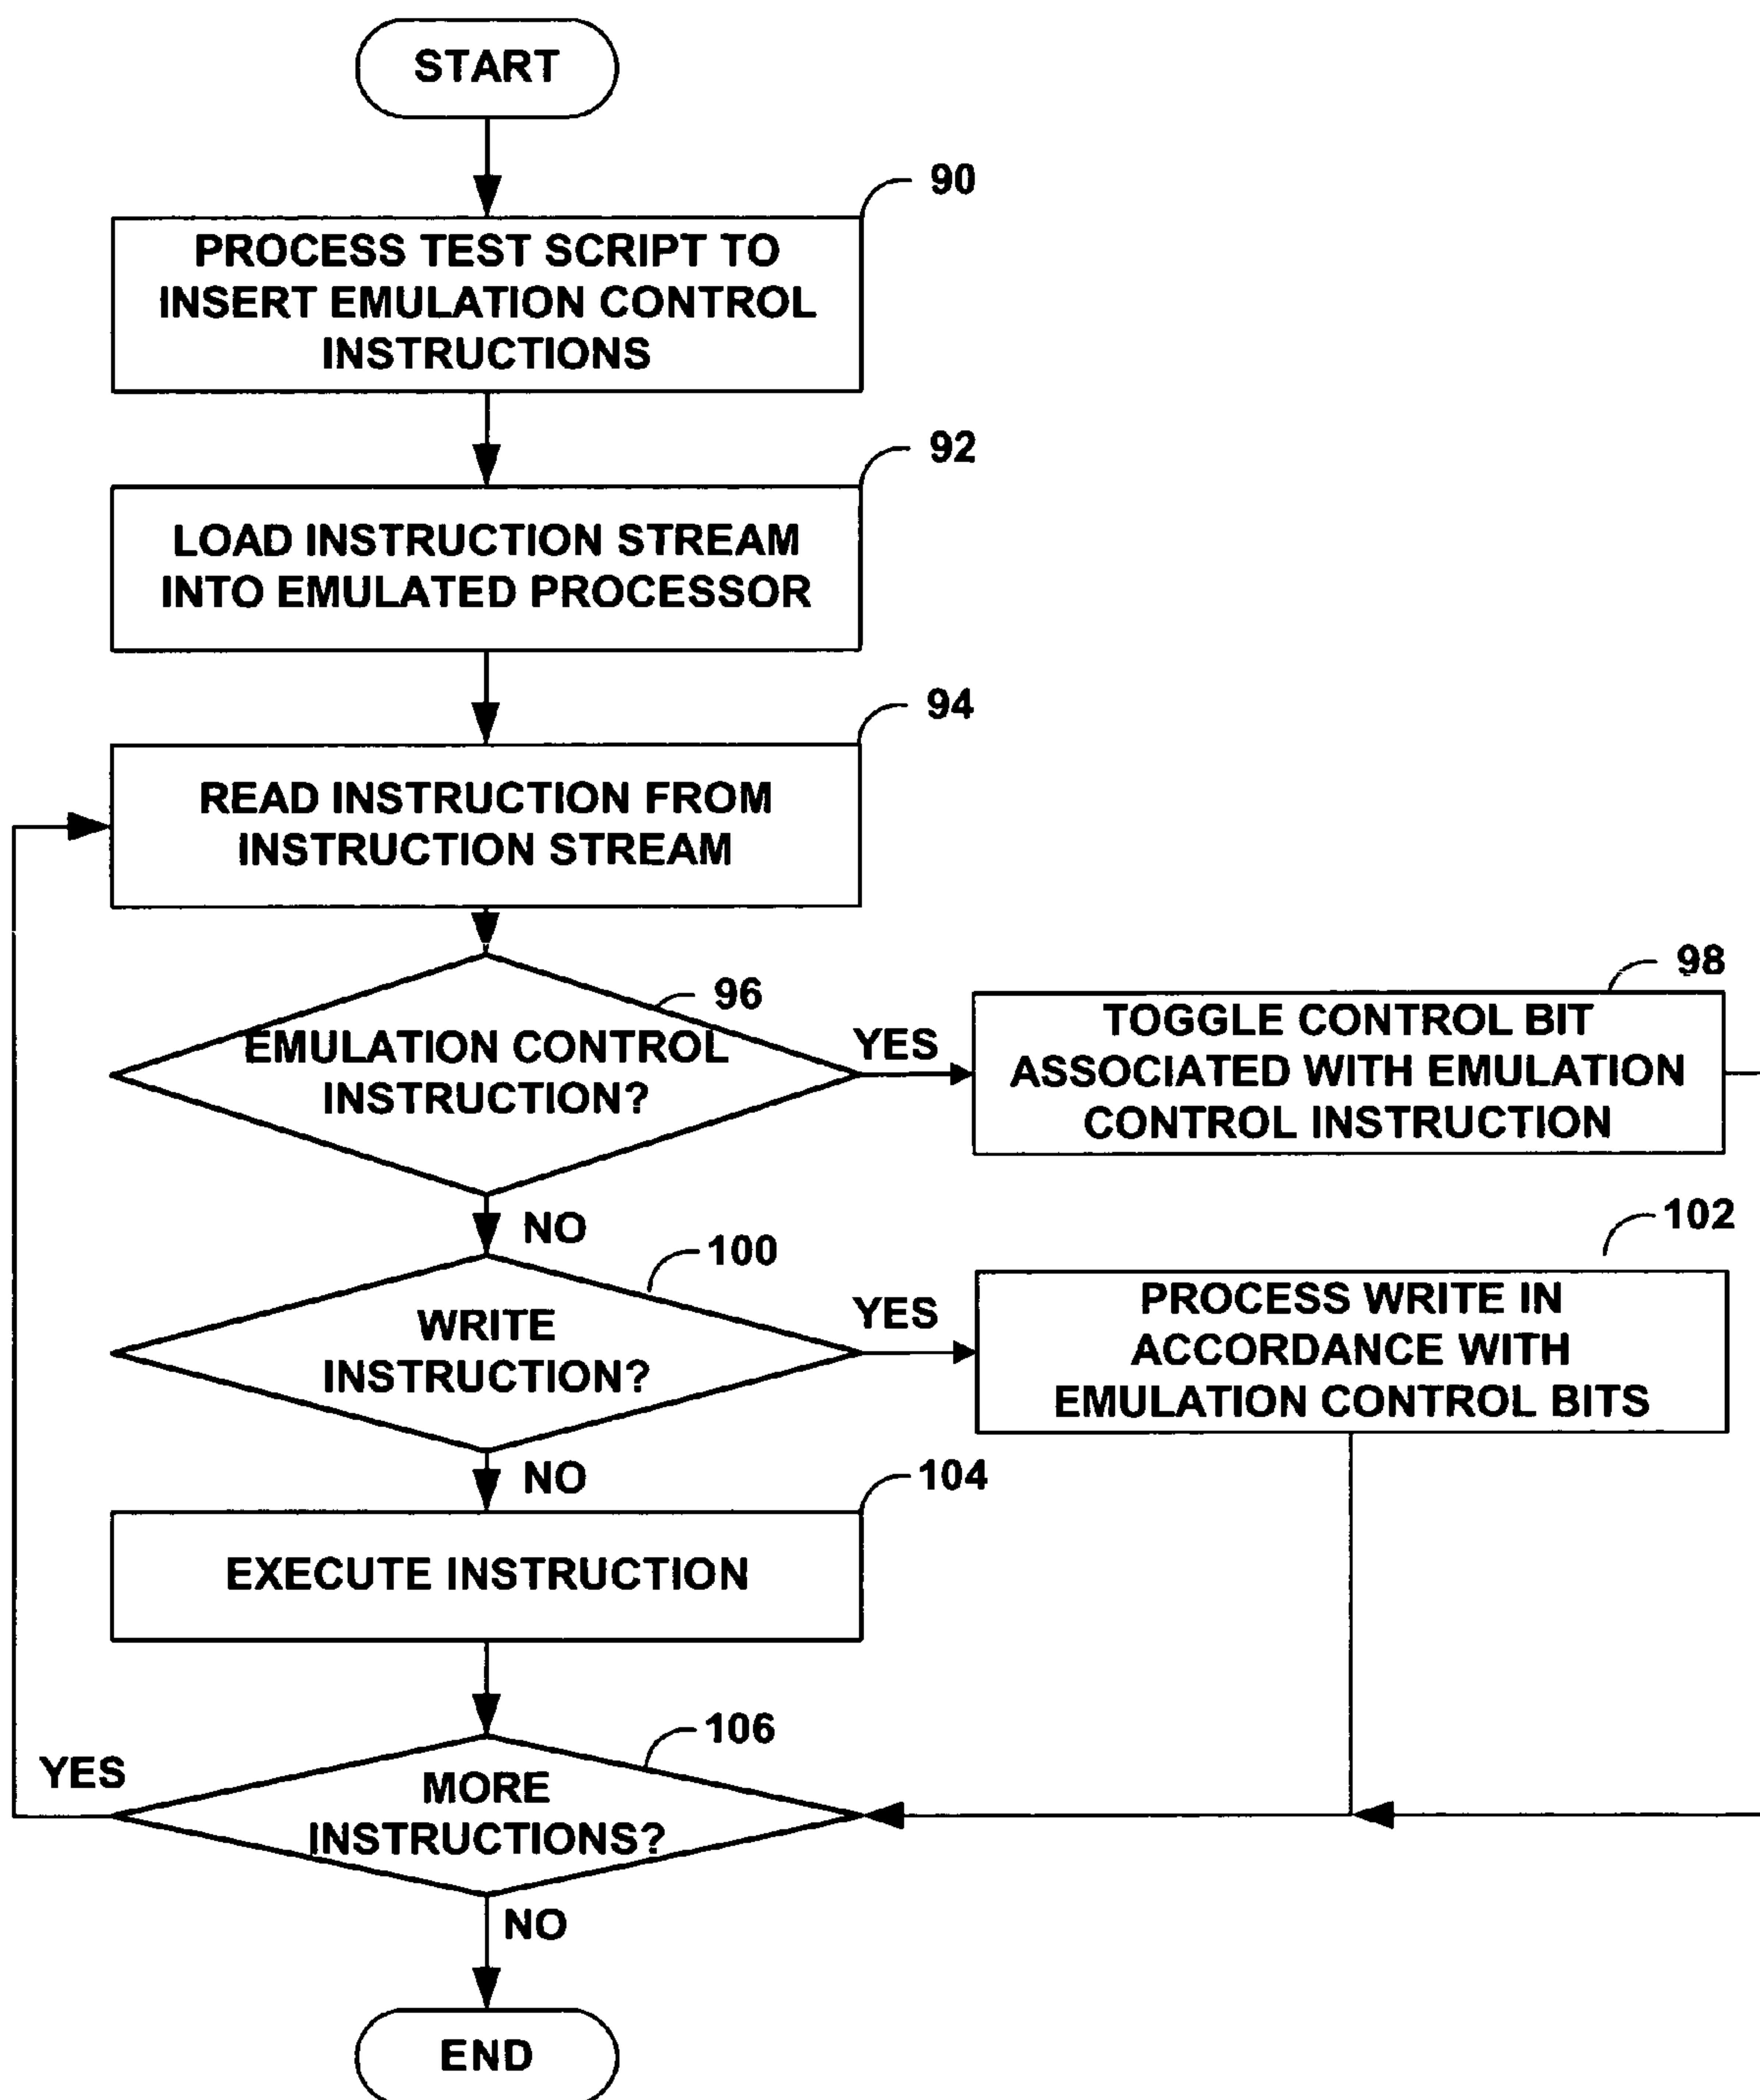 START
90
PROCESS TEST SCRIPT TO
INSERT EMULATION CONTROL
INSTRUCTIONS
92
LOAD INSTRUCTION STREAM
INTO EMULATED PROCESSOR
94
READ INSTRUCTION FROM
INSTRUCTION STREAM
96
EMULATION CONTROL
INSTRUCTION?
YES
98
TOGGLE CONTROL BIT
ASSOCIATED WITH EMULATION
CONTROL INSTRUCTION
NO
100
WRITE
INSTRUCTION?
YES
102
PROCESS WRITE IN
ACCORDANCE WITH
EMULATION CONTROL BITS
NO
104
EXECUTE INSTRUCTION
106
YES
MORE
INSTRUCTIONS?
NO
END